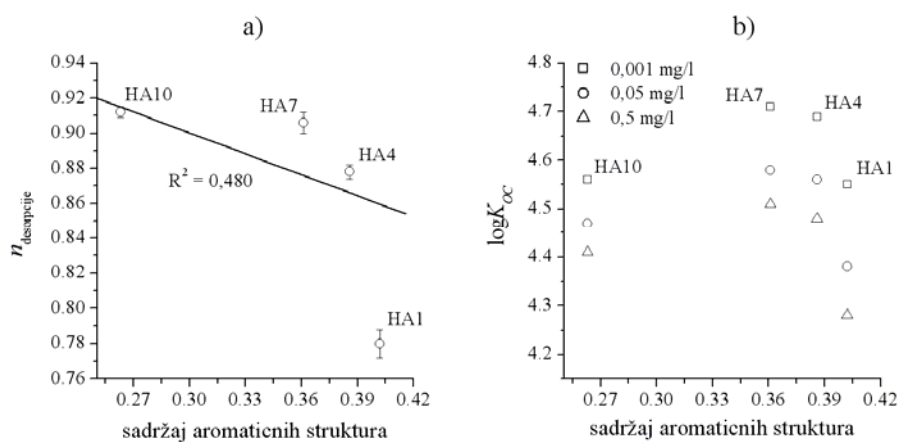 a)
0.94
0.92
0.90
0.88
0.86
0.84
0.82
0.80
0.78
0.76
n desorpcije
HA10
HA7
HA4
R² = 0,480
HA1
0.27 0.30 0.33 0.36 0.39 0.42
sadržaj aromaticnih struktura
b)
4.8
4.7
4.6
4.5
4.4
4.3
4.2
logK_OC
0,001 mg/l
0,05 mg/l
0,5 mg/l
HA7
HA4
HA10
HA1
0.27 0.30 0.33 0.36 0.39 0.42
sadržaj aromaticnih struktura